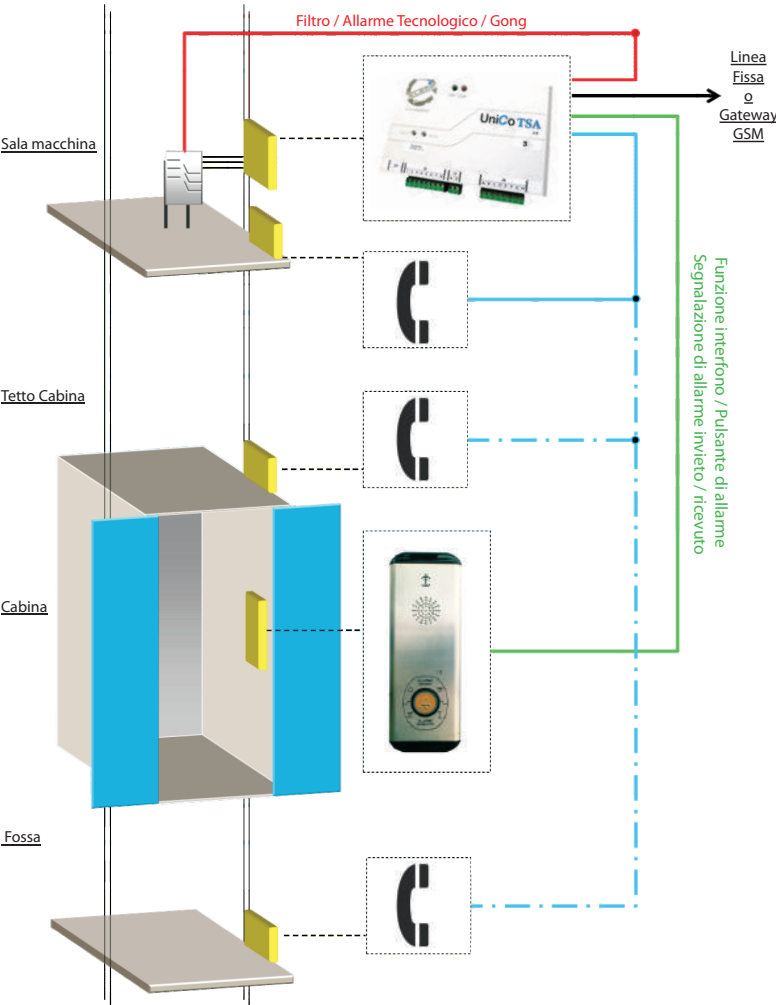 Filtro / Allarme Tecnologico / Gong
Linea
Fissa
o
Gateway
GSM
Sala macchina
UniCo TSA
Funzione interfono / Pulsante di allarme
Segnalazione di allarme invieto / ricevuto
Tetto Cabina
Cabina
Fossa